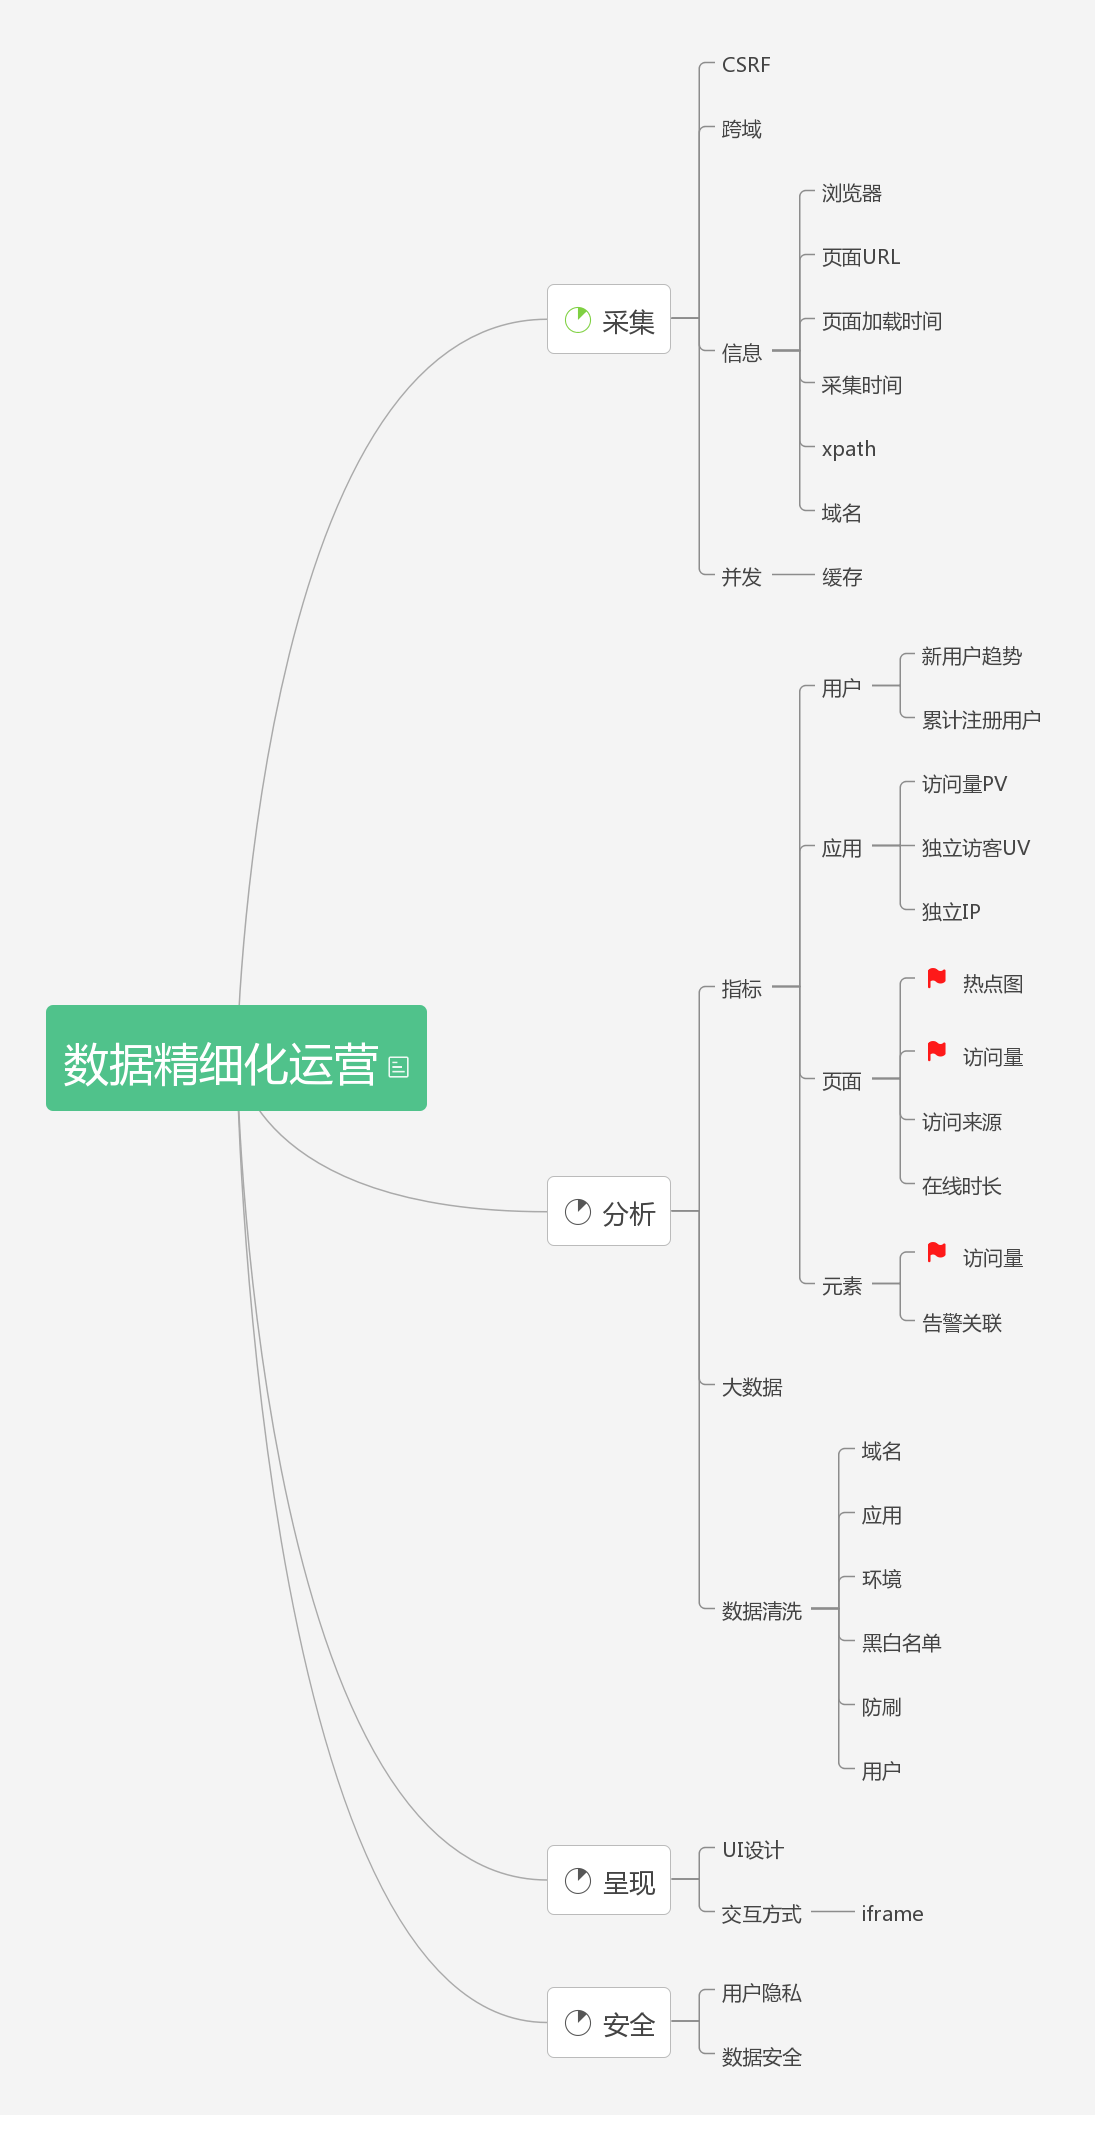 数据精细化运营
采集
CSRF
跨域
信息
浏览器
页面URL
页面加载时间
采集时间
xpath
域名
并发
缓存
分析
指标
用户
新用户趋势
累计注册用户
应用
访问量PV
独立访客UV
独立IP
页面
热点图
访问量
访问来源
在线时长
元素
访问量
告警关联
大数据
数据清洗
域名
应用
环境
黑白名单
防刷
用户
呈现
UI设计
交互方式
iframe
安全
用户隐私
数据安全